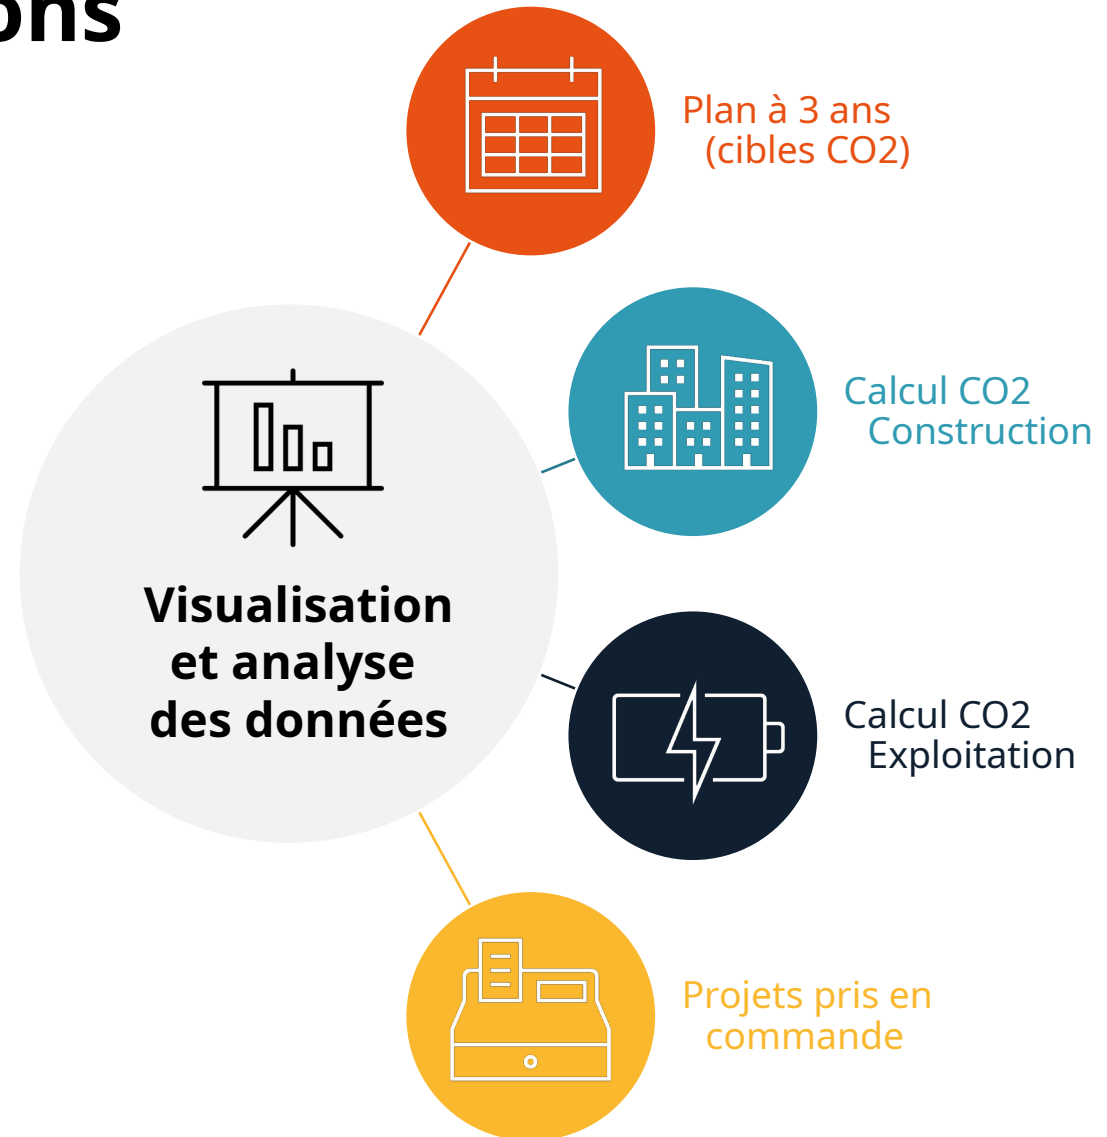 Plan à 3 ans
(cibles CO2)
Calcul CO2
Construction
Visualisation
et analyse
des données
Calcul CO2
Exploitation
Projets pris en
commande